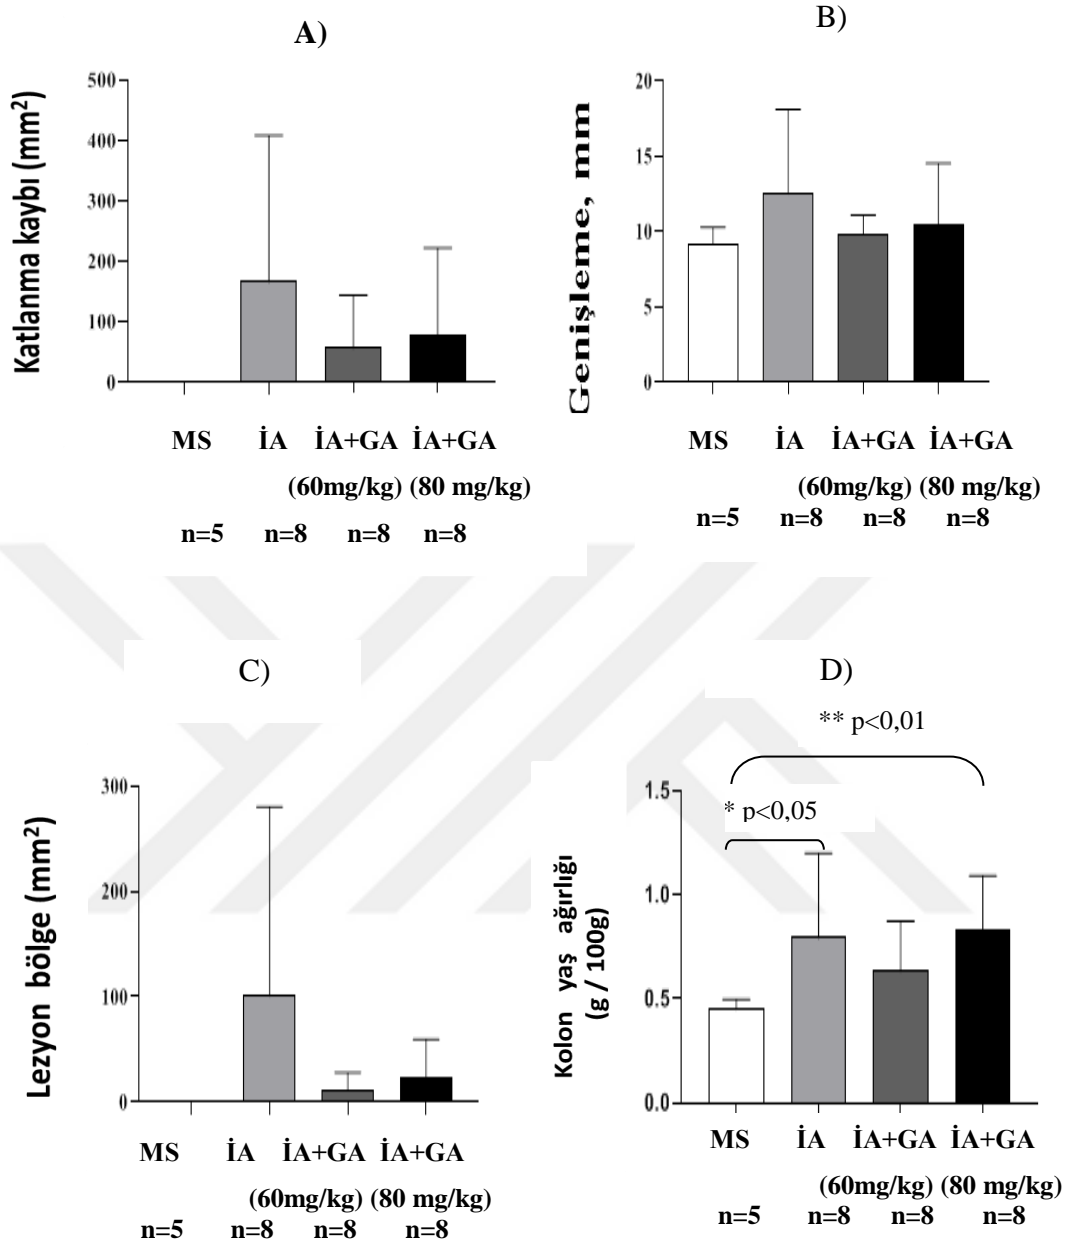 A)
Katlanma kaybı (mm²)
500
400
300
200
100
0
MS İA İA+GA İA+GA
(60mg/kg) (80 mg/kg)
n=5 n=8 n=8 n=8
B)
Genişleme, mm
20
15
10
5
0
MS İA İA+GA İA+GA
(60mg/kg) (80 mg/kg)
n=5 n=8 n=8 n=8
C)
Lezyon bölge (mm²)
300
200
100
0
MS İA İA+GA İA+GA
(60mg/kg) (80 mg/kg)
n=5 n=8 n=8 n=8
D)
** p<0,01
* p<0,05
Kolon yaş ağırlığı
(g / 100g)
1.5
1.0
0.5
0.0
MS İA İA+GA İA+GA
(60mg/kg) (80 mg/kg)
n=5 n=8 n=8 n=8